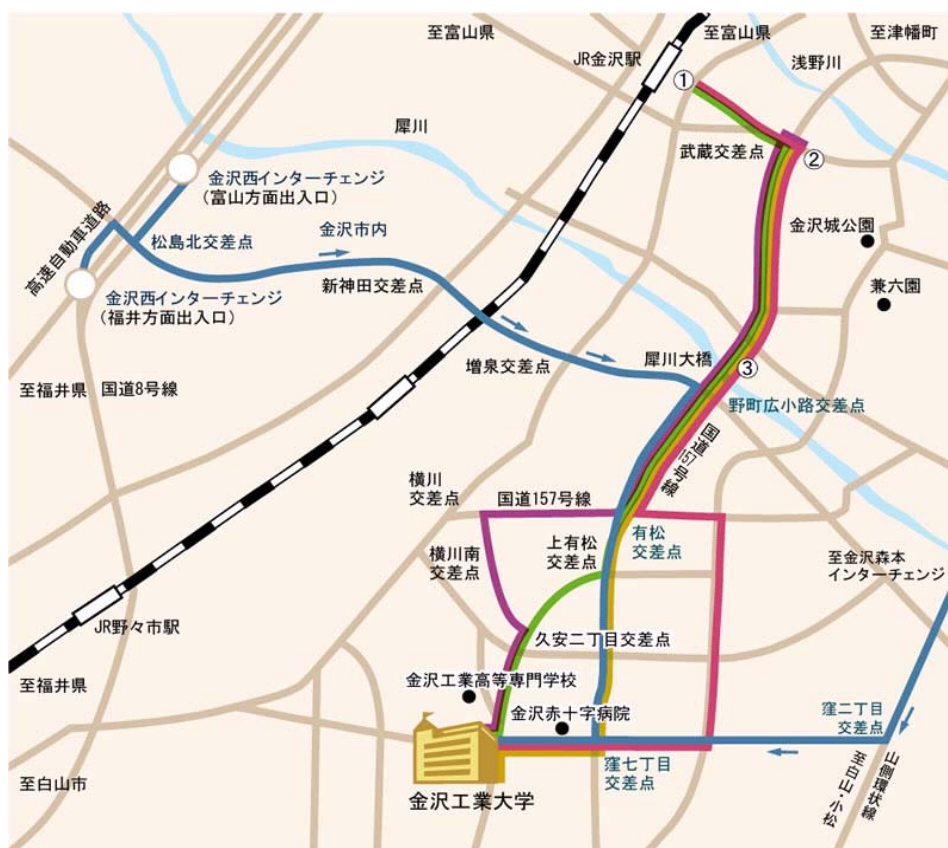 至富山県
至富山県
至津幡町
JR金沢駅
①
浅野川
犀川
武蔵交差点
②
金沢西インターチェンジ
(富山方面出入口)
高速自動車道路
松島北交差点
金沢市内
金沢城公園
新神田交差点
金沢西インターチェンジ
(福井方面出入口)
兼六園
増泉交差点
犀川大橋
③
至福井県
国道8号線
野町広小路交差点
国道157号線
横川
交差点
国道157号線
有松
交差点
上有松
交差点
横川南
交差点
至金沢森本
インターチェンジ
JR野々市駅
久安二丁目交差点
至福井県
金沢工業高等専門学校
金沢赤十字病院
窪二丁目
交差点
窪七丁目
交差点
至白山市
金沢工業大学
山側環状線
至白山・小松